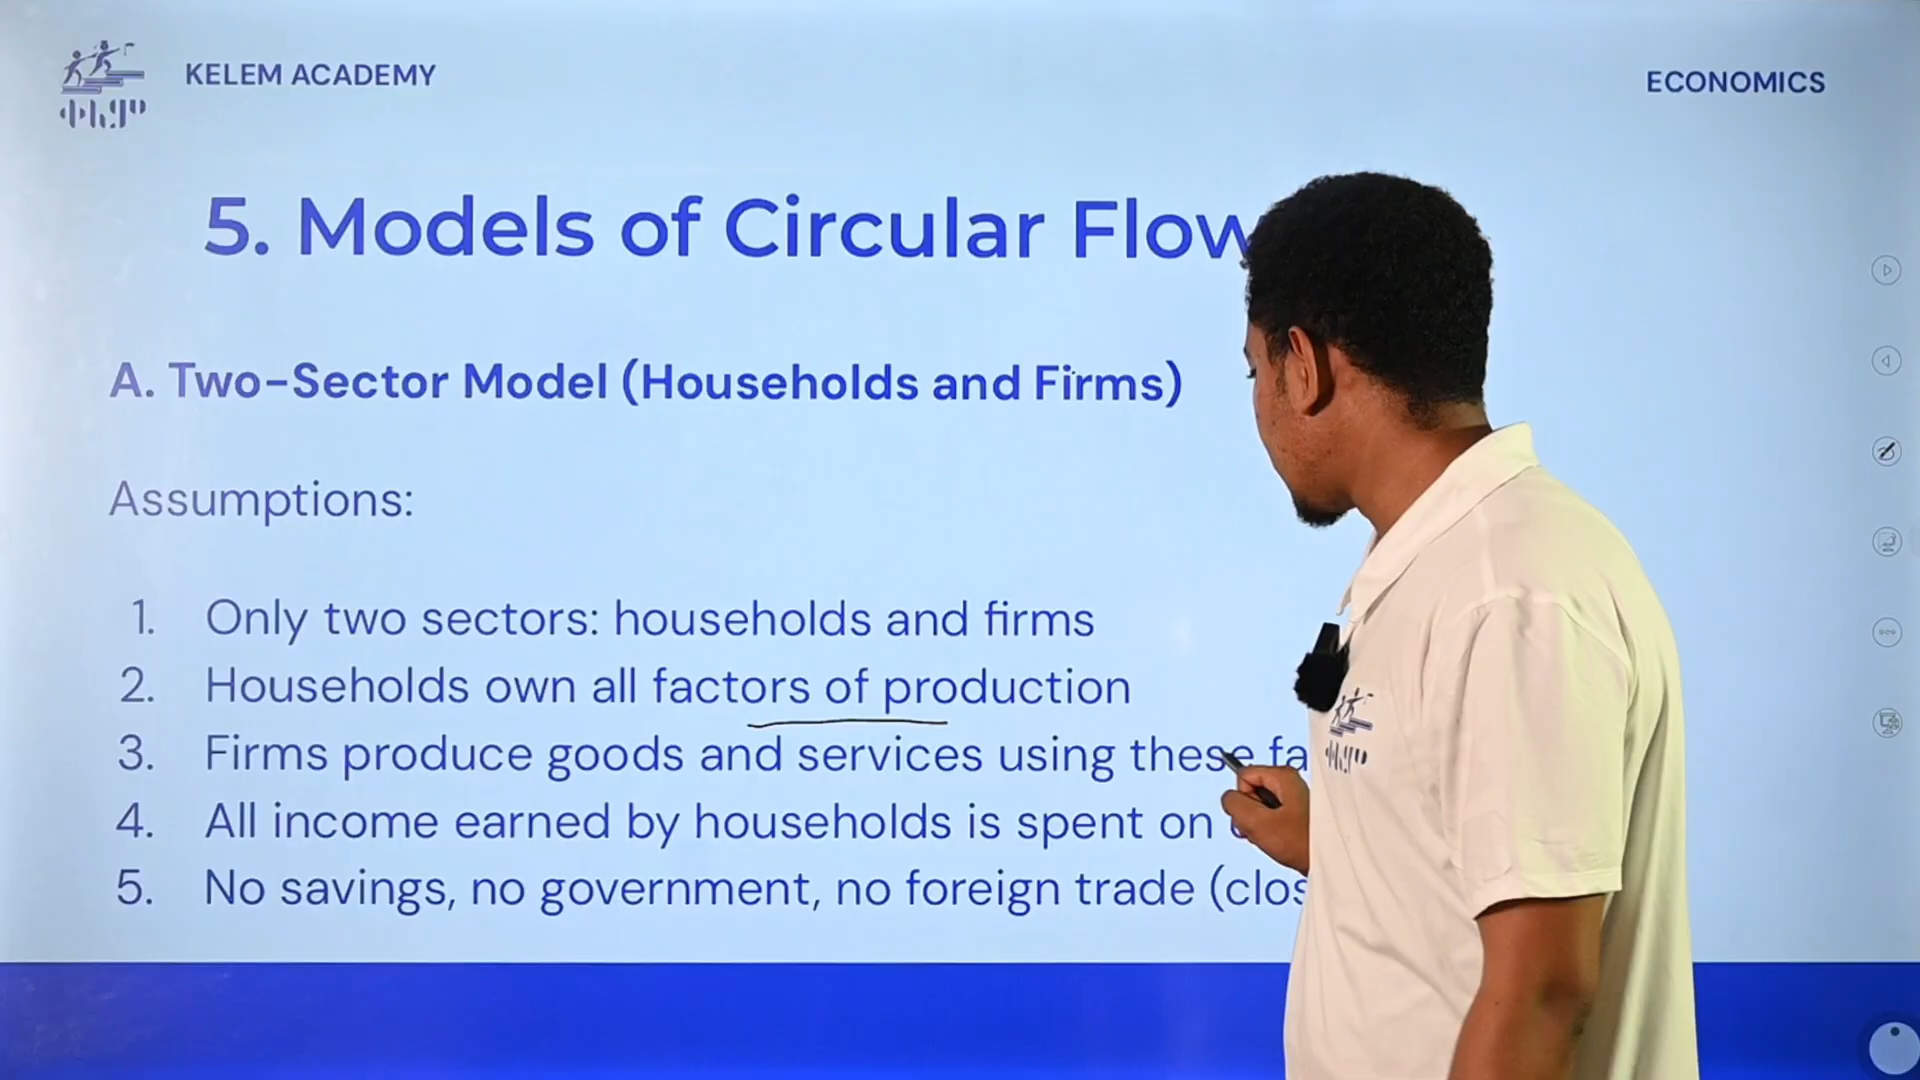 KELEM ACADEMY
ECONOMICS
ቀለም
5. Models of Circular Flow
A. Two-Sector Model (Households and Firms)
Assumptions:
1. Only two sectors: households and firms
2. Households own all factors of production
3. Firms produce goods and services using these
4. All income earned by households is spent on
5. No savings, no government, no foreign trade